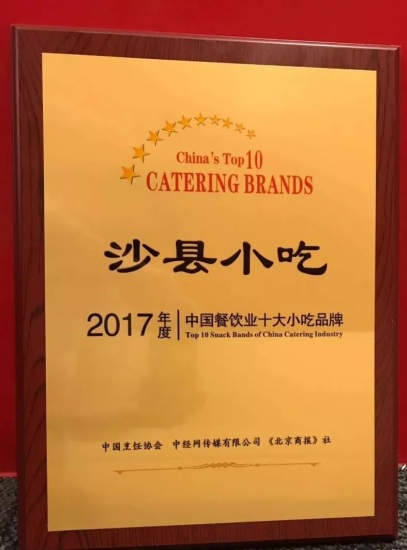 China's Top10
CATERING BRANDS
沙县小吃
2017年度|中国餐饮业十大小吃品牌
Top 10 Snack Bands of China Catering Industry
中国烹饪协会 中经网传媒有限公司 《北京商报》社